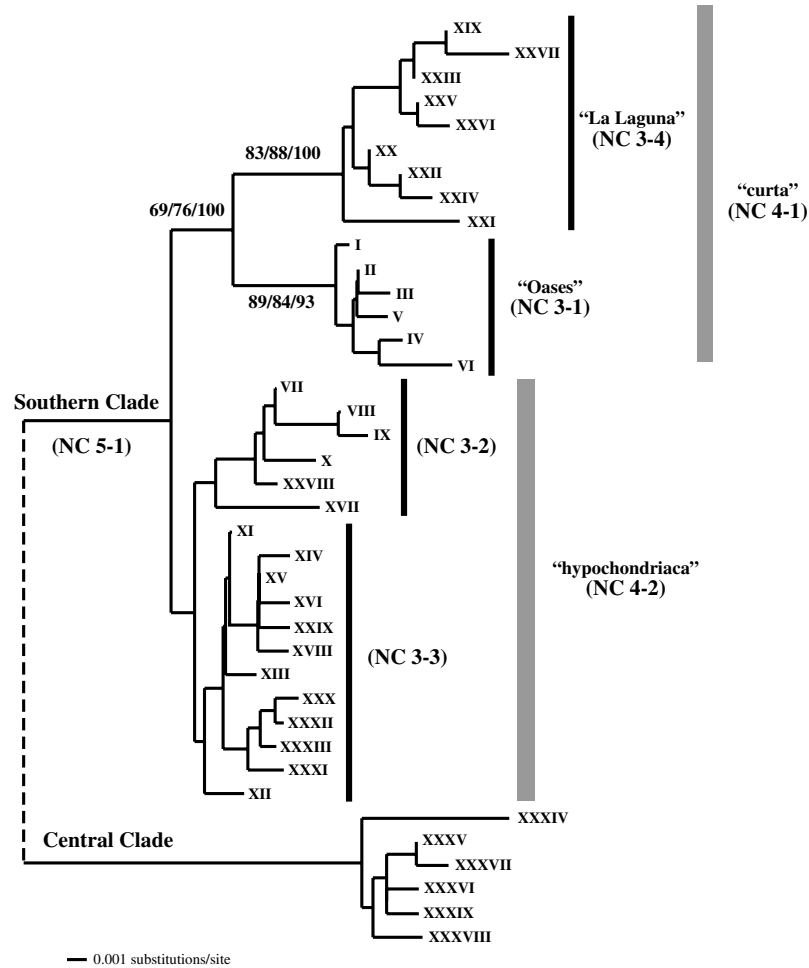 XIX
XXVII
XXIII
XXV
XXVI
XX
XXII
XXIV
XXI
“La Laguna”
(NC 3-4)
“curta”
(NC 4-1)
83/88/100
69/76/100
89/84/93
I
II
III
V
IV
VI
“Oases”
(NC 3-1)
Southern Clade
(NC 5-1)
VII
VIII
IX
X
XXVIII
XVII
(NC 3-2)
XI
XIV
XV
XVI
XXIX
XVIII
XIII
XXX
XXXII
XXXIII
XXXI
XII
(NC 3-3)
“hypochondriaca”
(NC 4-2)
Central Clade
XXXIV
XXXV
XXXVII
XXXVI
XXXIX
XXXVIII
0.001 substitutions/site